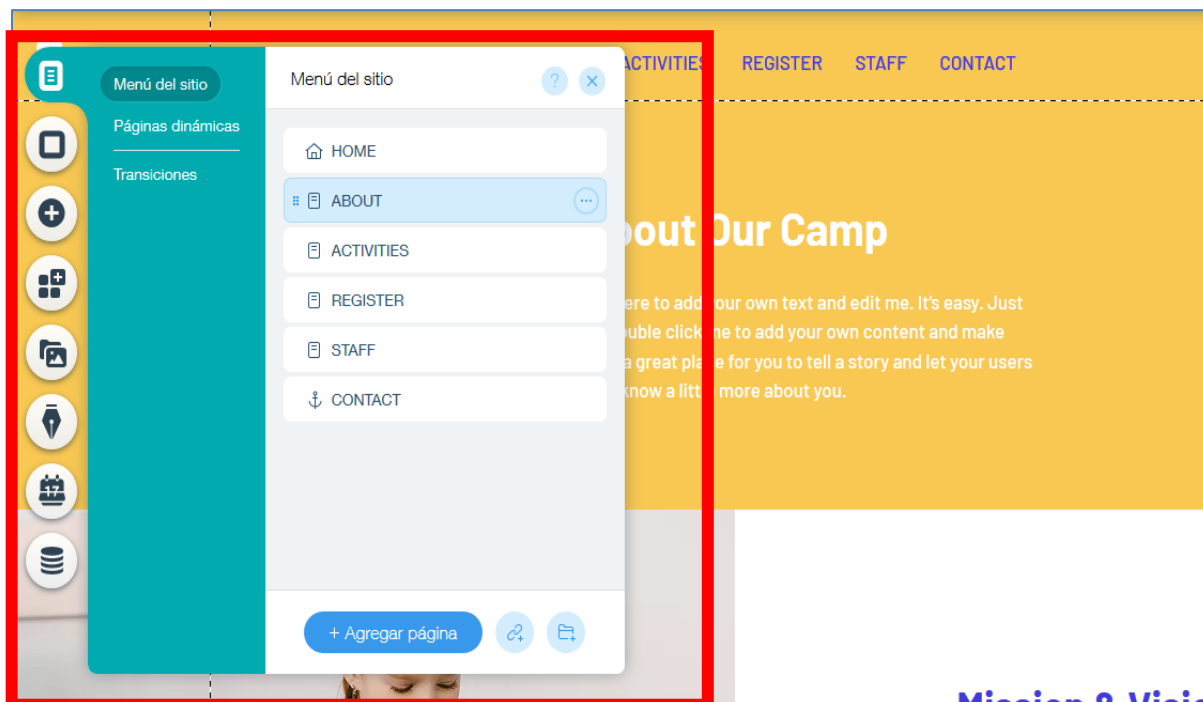 ACTIVITIES REGISTER STAFF CONTACT
Menú del sitio
Páginas dinámicas
Transiciones
Menú del sitio
?
HOME
ABOUT
ACTIVITIES
REGISTER
STAFF
CONTACT
+ Agregar página
17
Our Camp
to add your own text and edit me. It's easy. Just
click me to add your own content and make
a great place for you to tell a story and let your users
know a little more about you.
Mission &